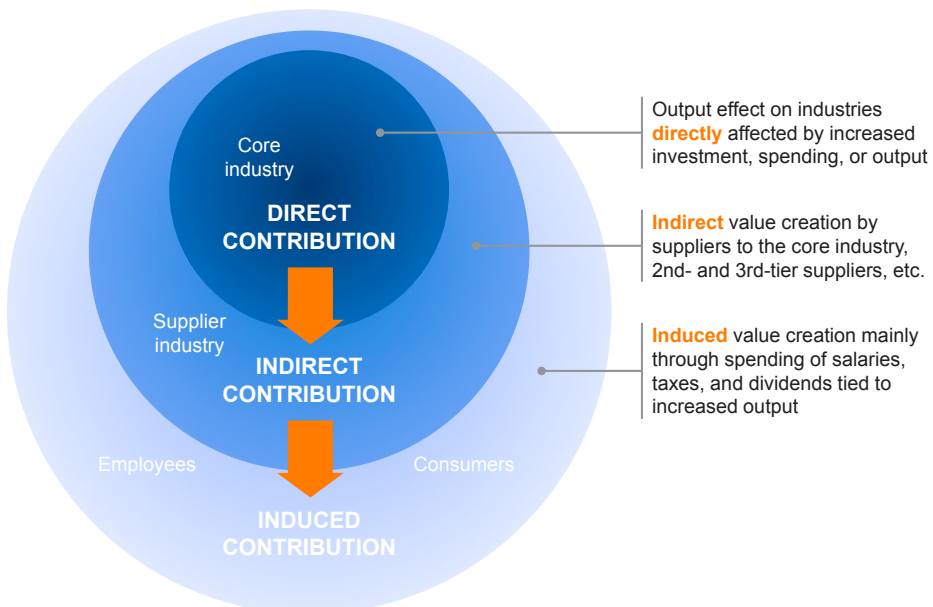 Core
industry
DIRECT
CONTRIBUTION
Supplier
industry
INDIRECT
CONTRIBUTION
Employees
Consumers
INDUCED
CONTRIBUTION
Output effect on industries
directly affected by increased
investment, spending, or output
Indirect value creation by
suppliers to the core industry,
2nd- and 3rd-tier suppliers, etc.
Induced value creation mainly
through spending of salaries,
taxes, and dividends tied to
increased output